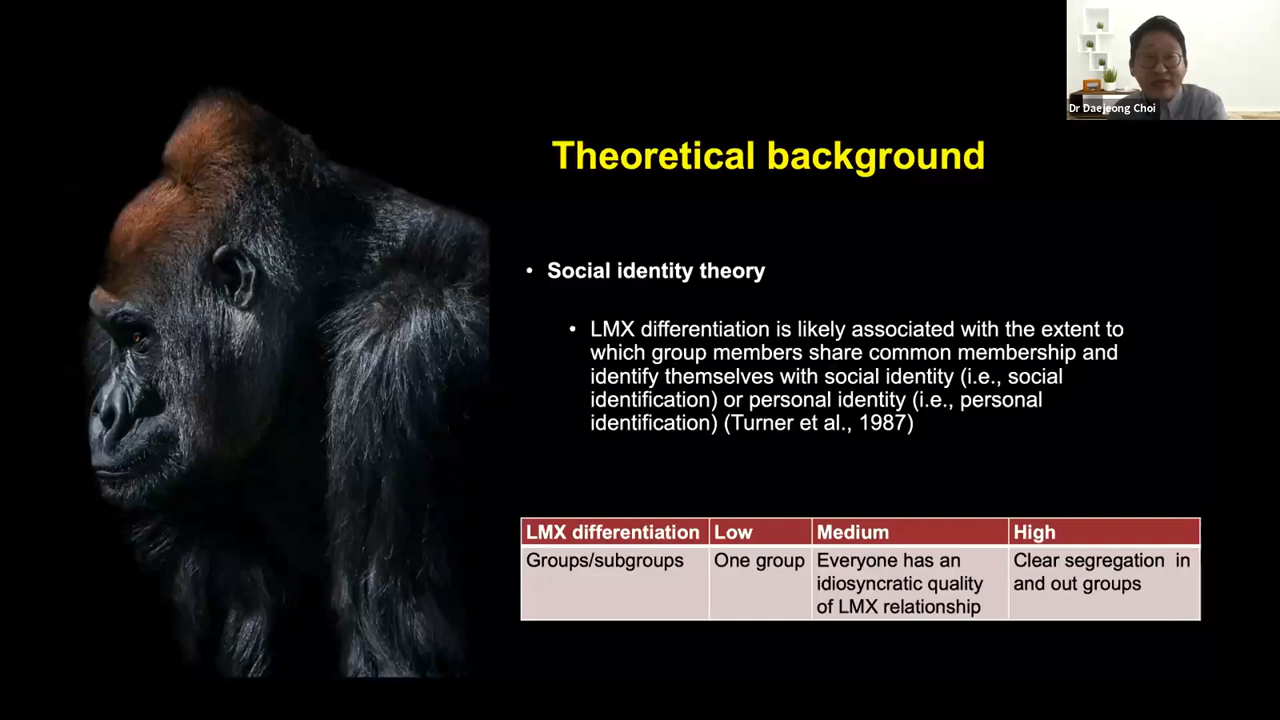 Dr Daejeong Choi
Theoretical background
• Social identity theory
• LMX differentiation is likely associated with the extent to
which group members share common membership and
identify themselves with social identity (i.e., social
identification) or personal identity (i.e., personal
identification) (Turner et al., 1987)
LMX differentiation Low Medium High
Groups/subgroups One group Everyone has an Clear segregation in
idiosyncratic quality and out groups
of LMX relationship